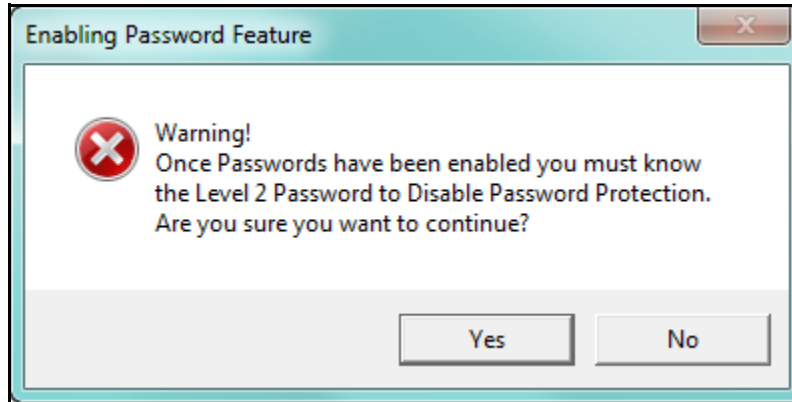 Enabling Password Feature
Warning!
Once Passwords have been enabled you must know
the Level 2 Password to Disable Password Protection.
Are you sure you want to continue?
Yes
No